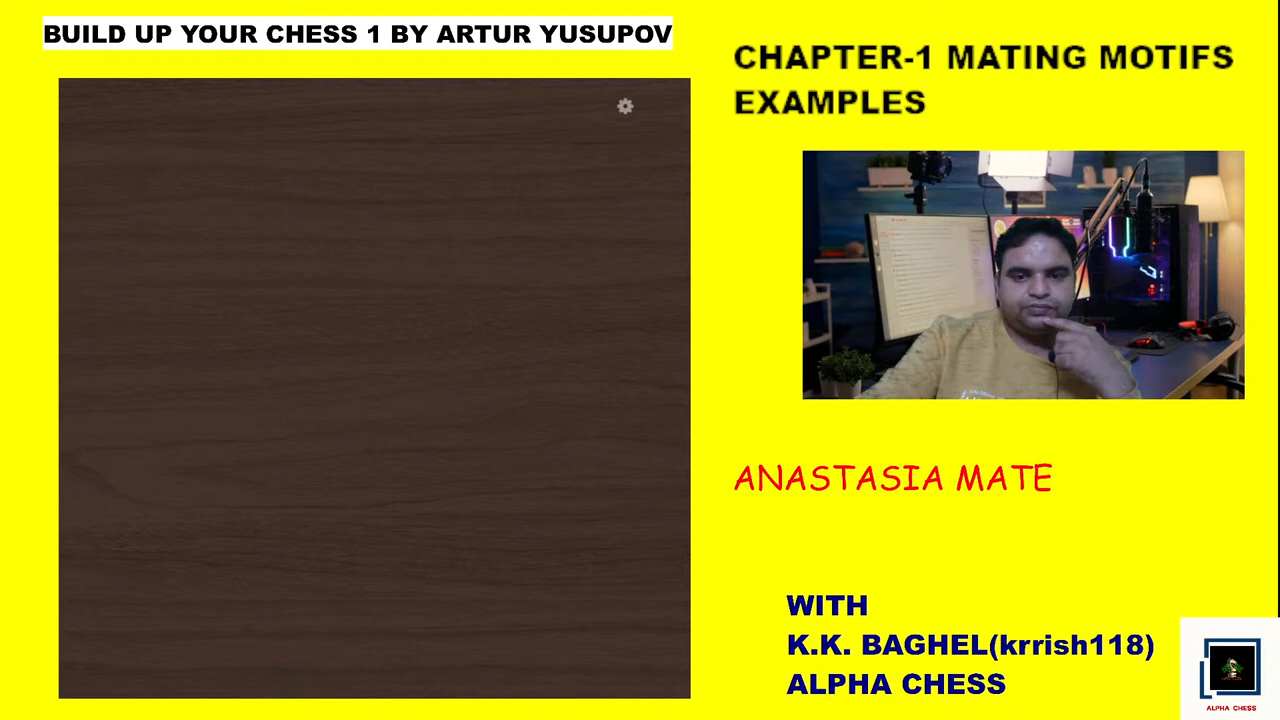 BUILD UP YOUR CHESS 1 BY ARTUR YUSUPOV
CHAPTER-1 MATING MOTIFS
EXAMPLES
ANASTASIA MATE
WITH
K.K. BAGHEL(krrish118)
ALPHA CHESS
ALPHA CHESS